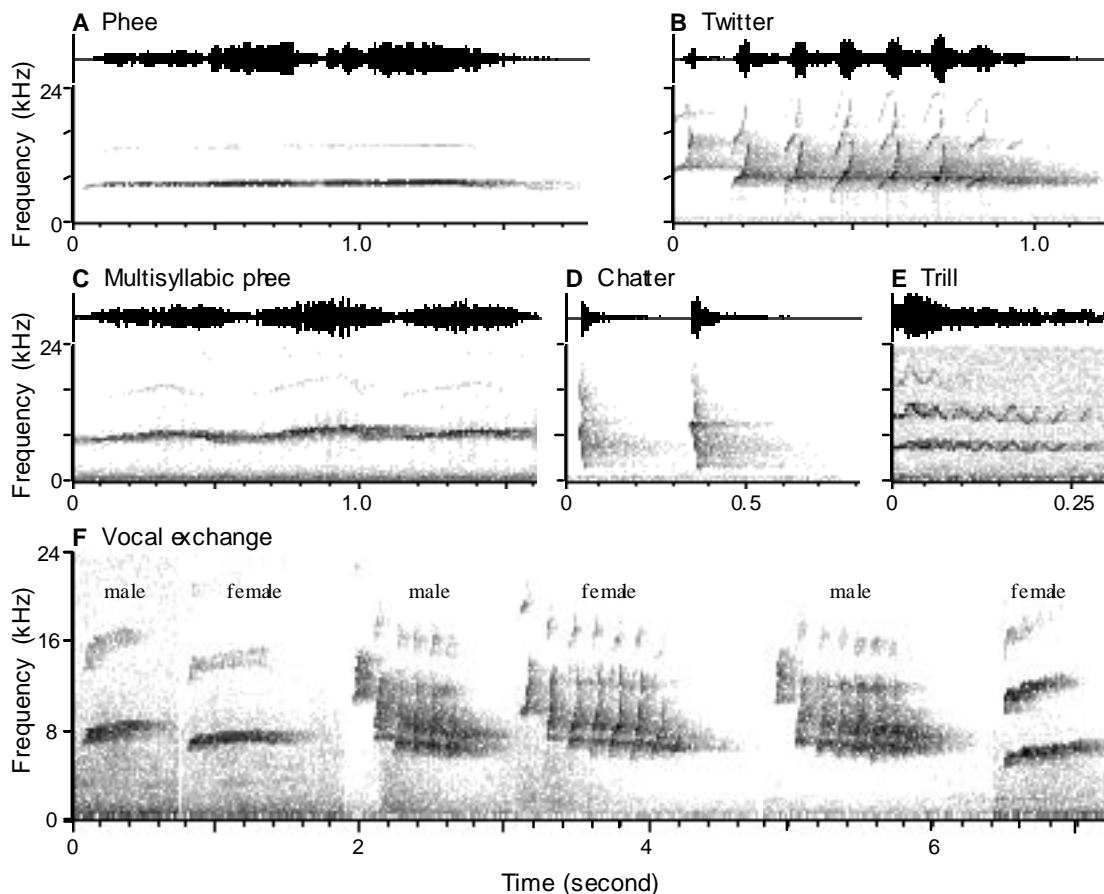 A Phee
B Twitter
Frequency (kHz)
24
0
0
1.0
0
1.0
C Multisyllabic phee
D Chatter
E Trill
Frequency (kHz)
24
0
0
1.0
0
0.5
0
0.25
F Vocal exchange
Frequency (kHz)
24
16
8
0
male
female
male
female
male
female
0
2
4
6
Time (second)